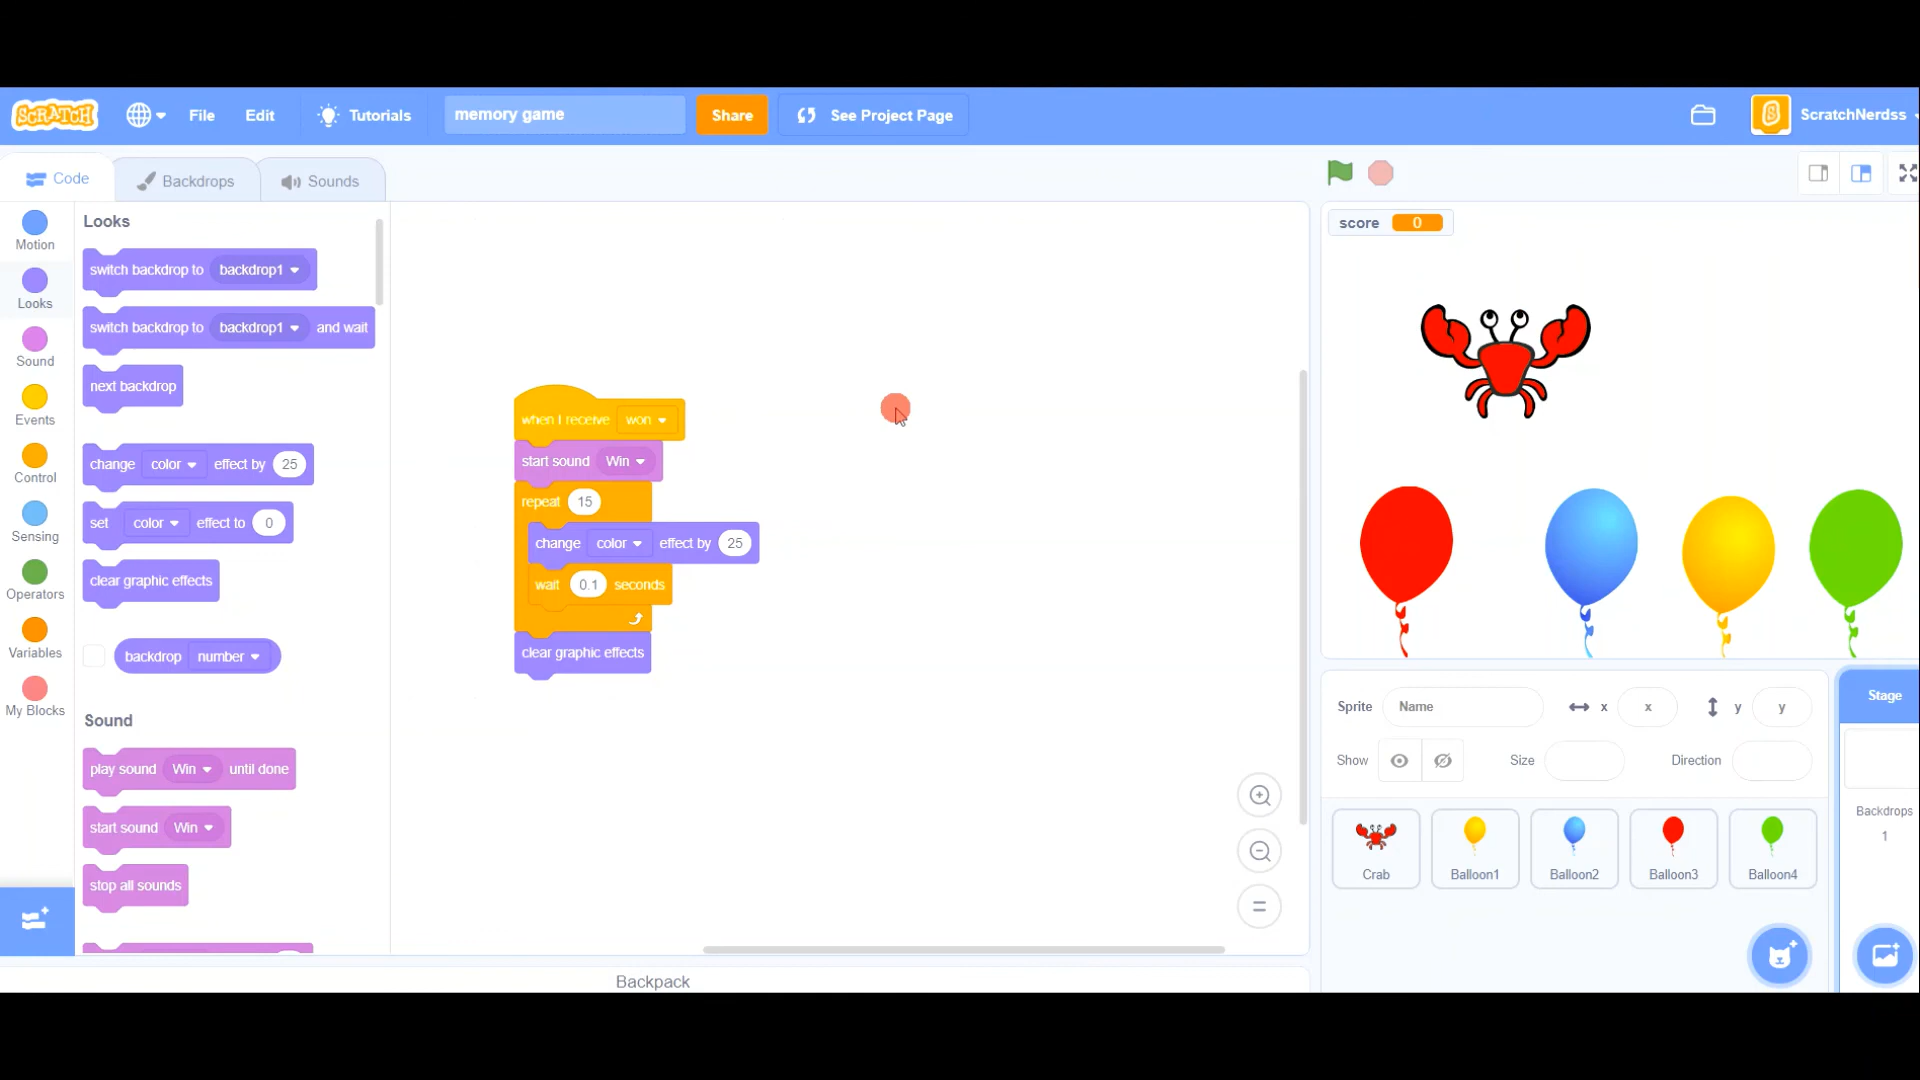 SCRATCH
File
Edit
Tutorials
memory game
Share
See Project Page
ScratchNerdss
Code
Backdrops
Sounds
Motion
Looks
Sound
Events
Control
Sensing
Operators
Variables
My Blocks
Looks
switch backdrop to backdrop1
switch backdrop to backdrop1 and wait
next backdrop
change color effect by 25
set color effect to 0
clear graphic effects
backdrop number
Sound
play sound Win until done
start sound Win
stop all sounds
when I receive won
start sound Win
repeat 15
change color effect by 25
wait 0.1 seconds
clear graphic effects
Backpack
score 0
Sprite Name x x y y
Show Size Direction
Crab
Balloon1
Balloon2
Balloon3
Balloon4
Stage
Backdrops
1